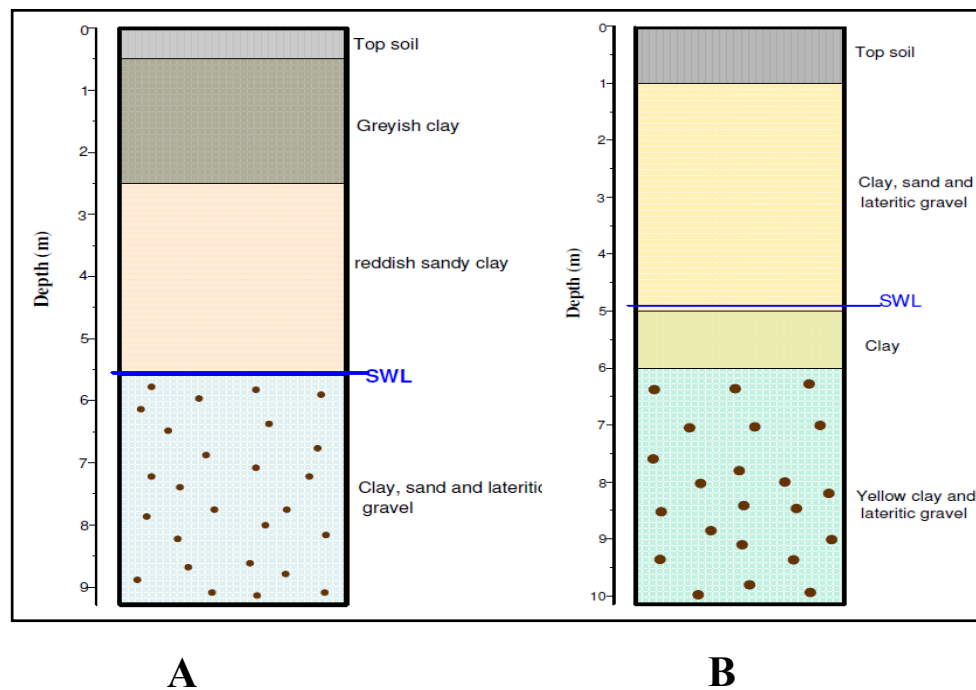 0
1
2
3
4
5
6
7
8
9
Depth (m)
Top soil
Greyish clay
reddish sandy clay
SWL
Clay, sand and lateritic
gravel
0
1
2
3
4
5
6
7
8
9
10
Depth (m)
Top soil
Clay, sand and
lateritic gravel
SWL
Clay
Yellow clay and
lateritic gravel
A
B